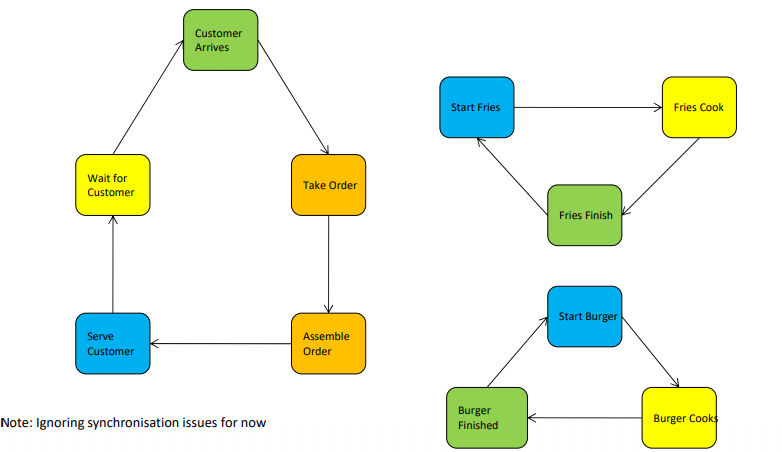 Customer
Arrives
Wait for
Customer
Take Order
Serve
Customer
Assemble
Order
Note: Ignoring synchronisation issues for now
Start Fries
Fries Cook
Fries Finish
Start Burger
Burger
Finished
Burger Cooks